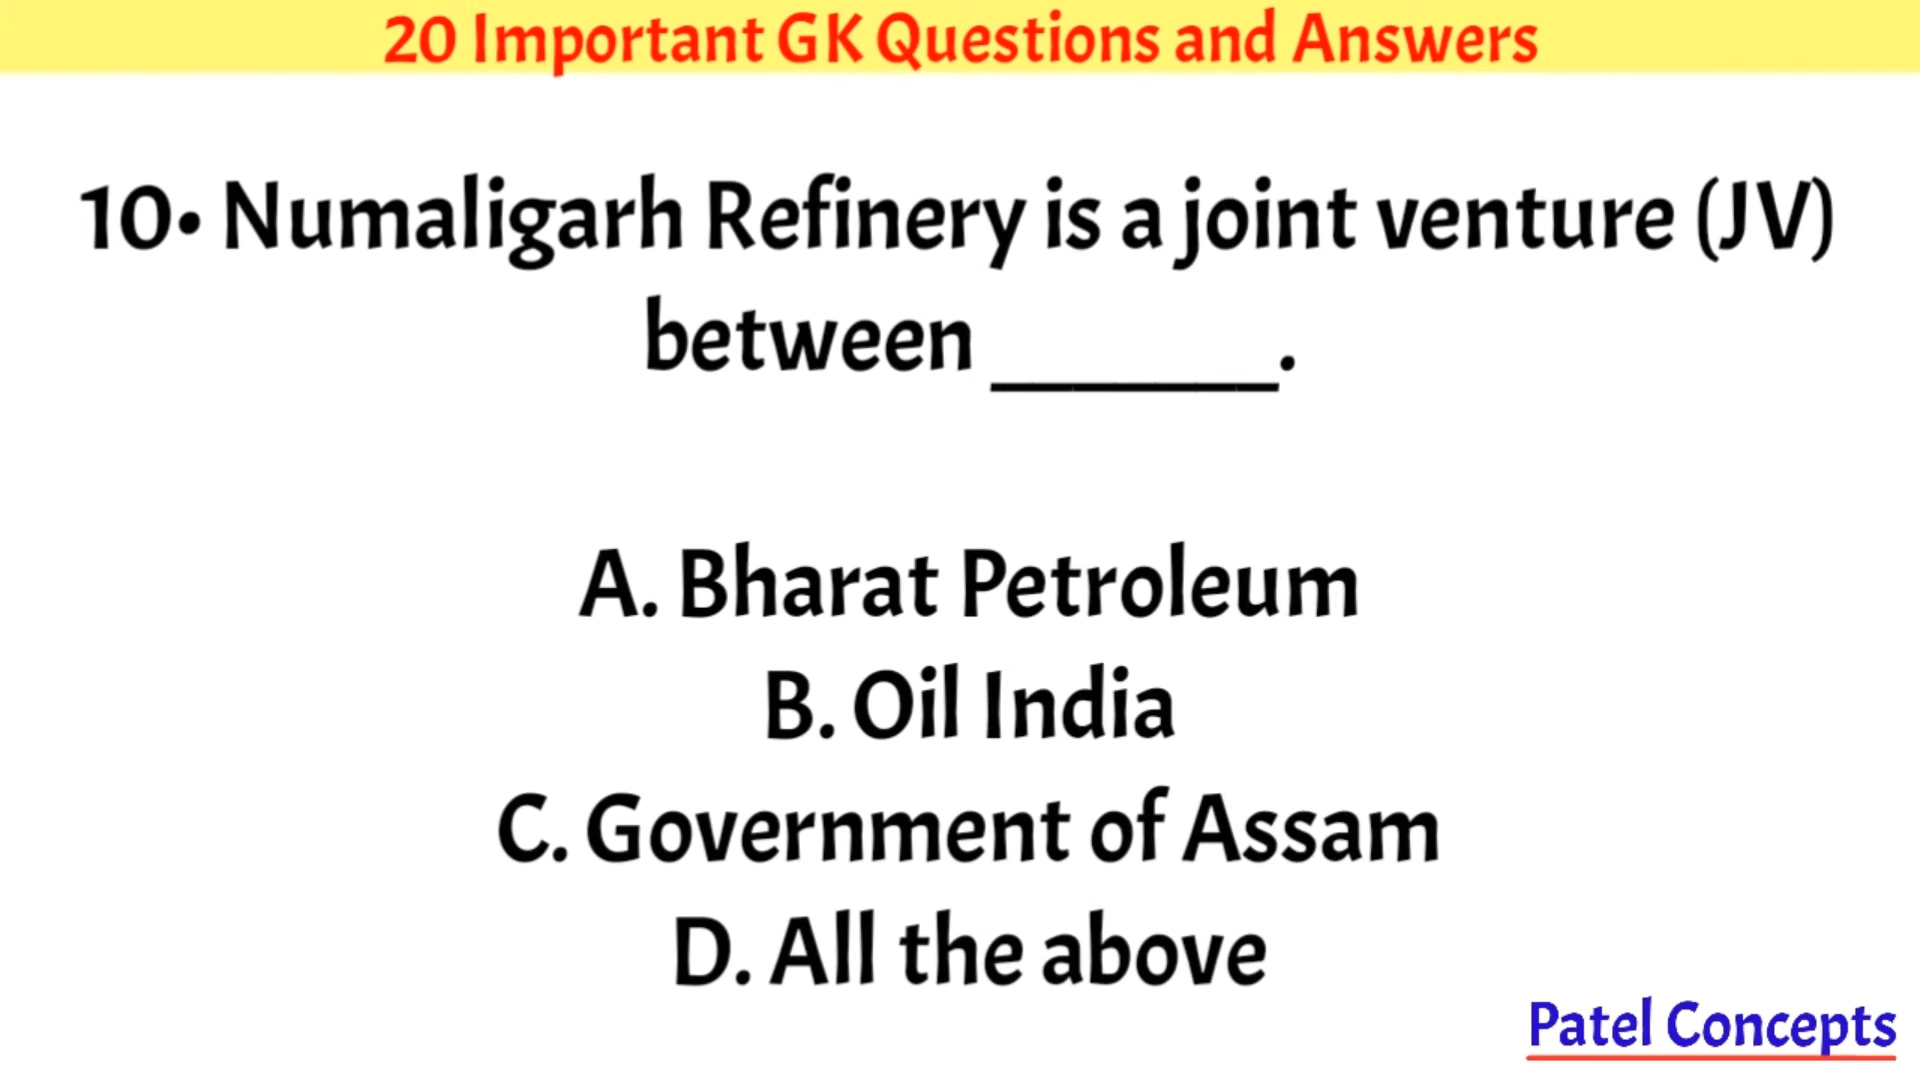 20 Important GK Questions and Answers
10• Numaligarh Refinery is a joint venture (JV)
between _______.
A. Bharat Petroleum
B. Oil India
C. Government of Assam
D. All the above
Patel Concepts